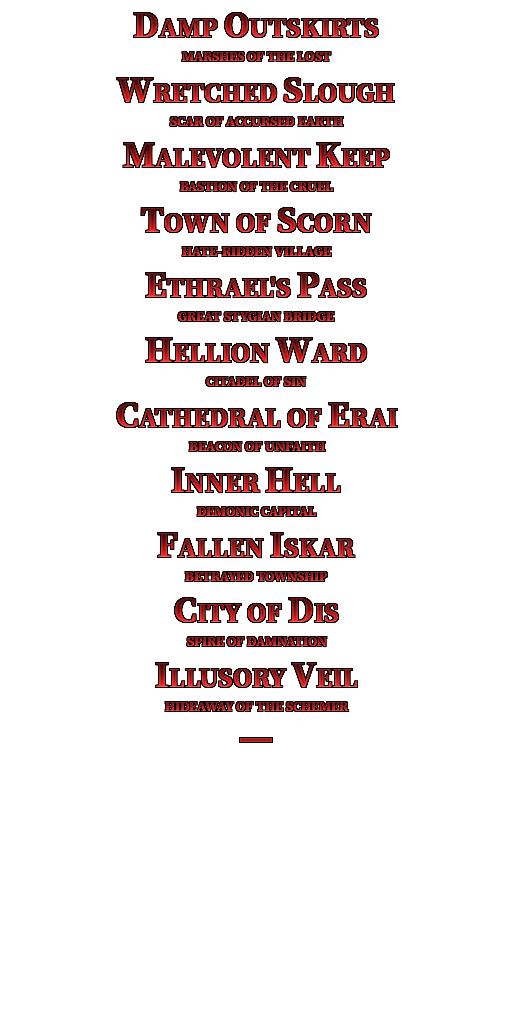 Damp Outskirts
Marshes of the Lost
Wretched Slough
Scar of Accursed Earth
Malevolent Keep
Bastion of the Cruel
Town of Scorn
Hate-Ridden Village
Ethrael's Pass
Great Stygian Bridge
Hellion Ward
Citadel of Sin
Cathedral of Erai
Beacon of Unfaith
Inner Hell
Demonic Capital
Fallen Iskar
Betrayed Township
City of Dis
Spire of Damnation
Illusory Veil
Hideaway of the Schemer
—